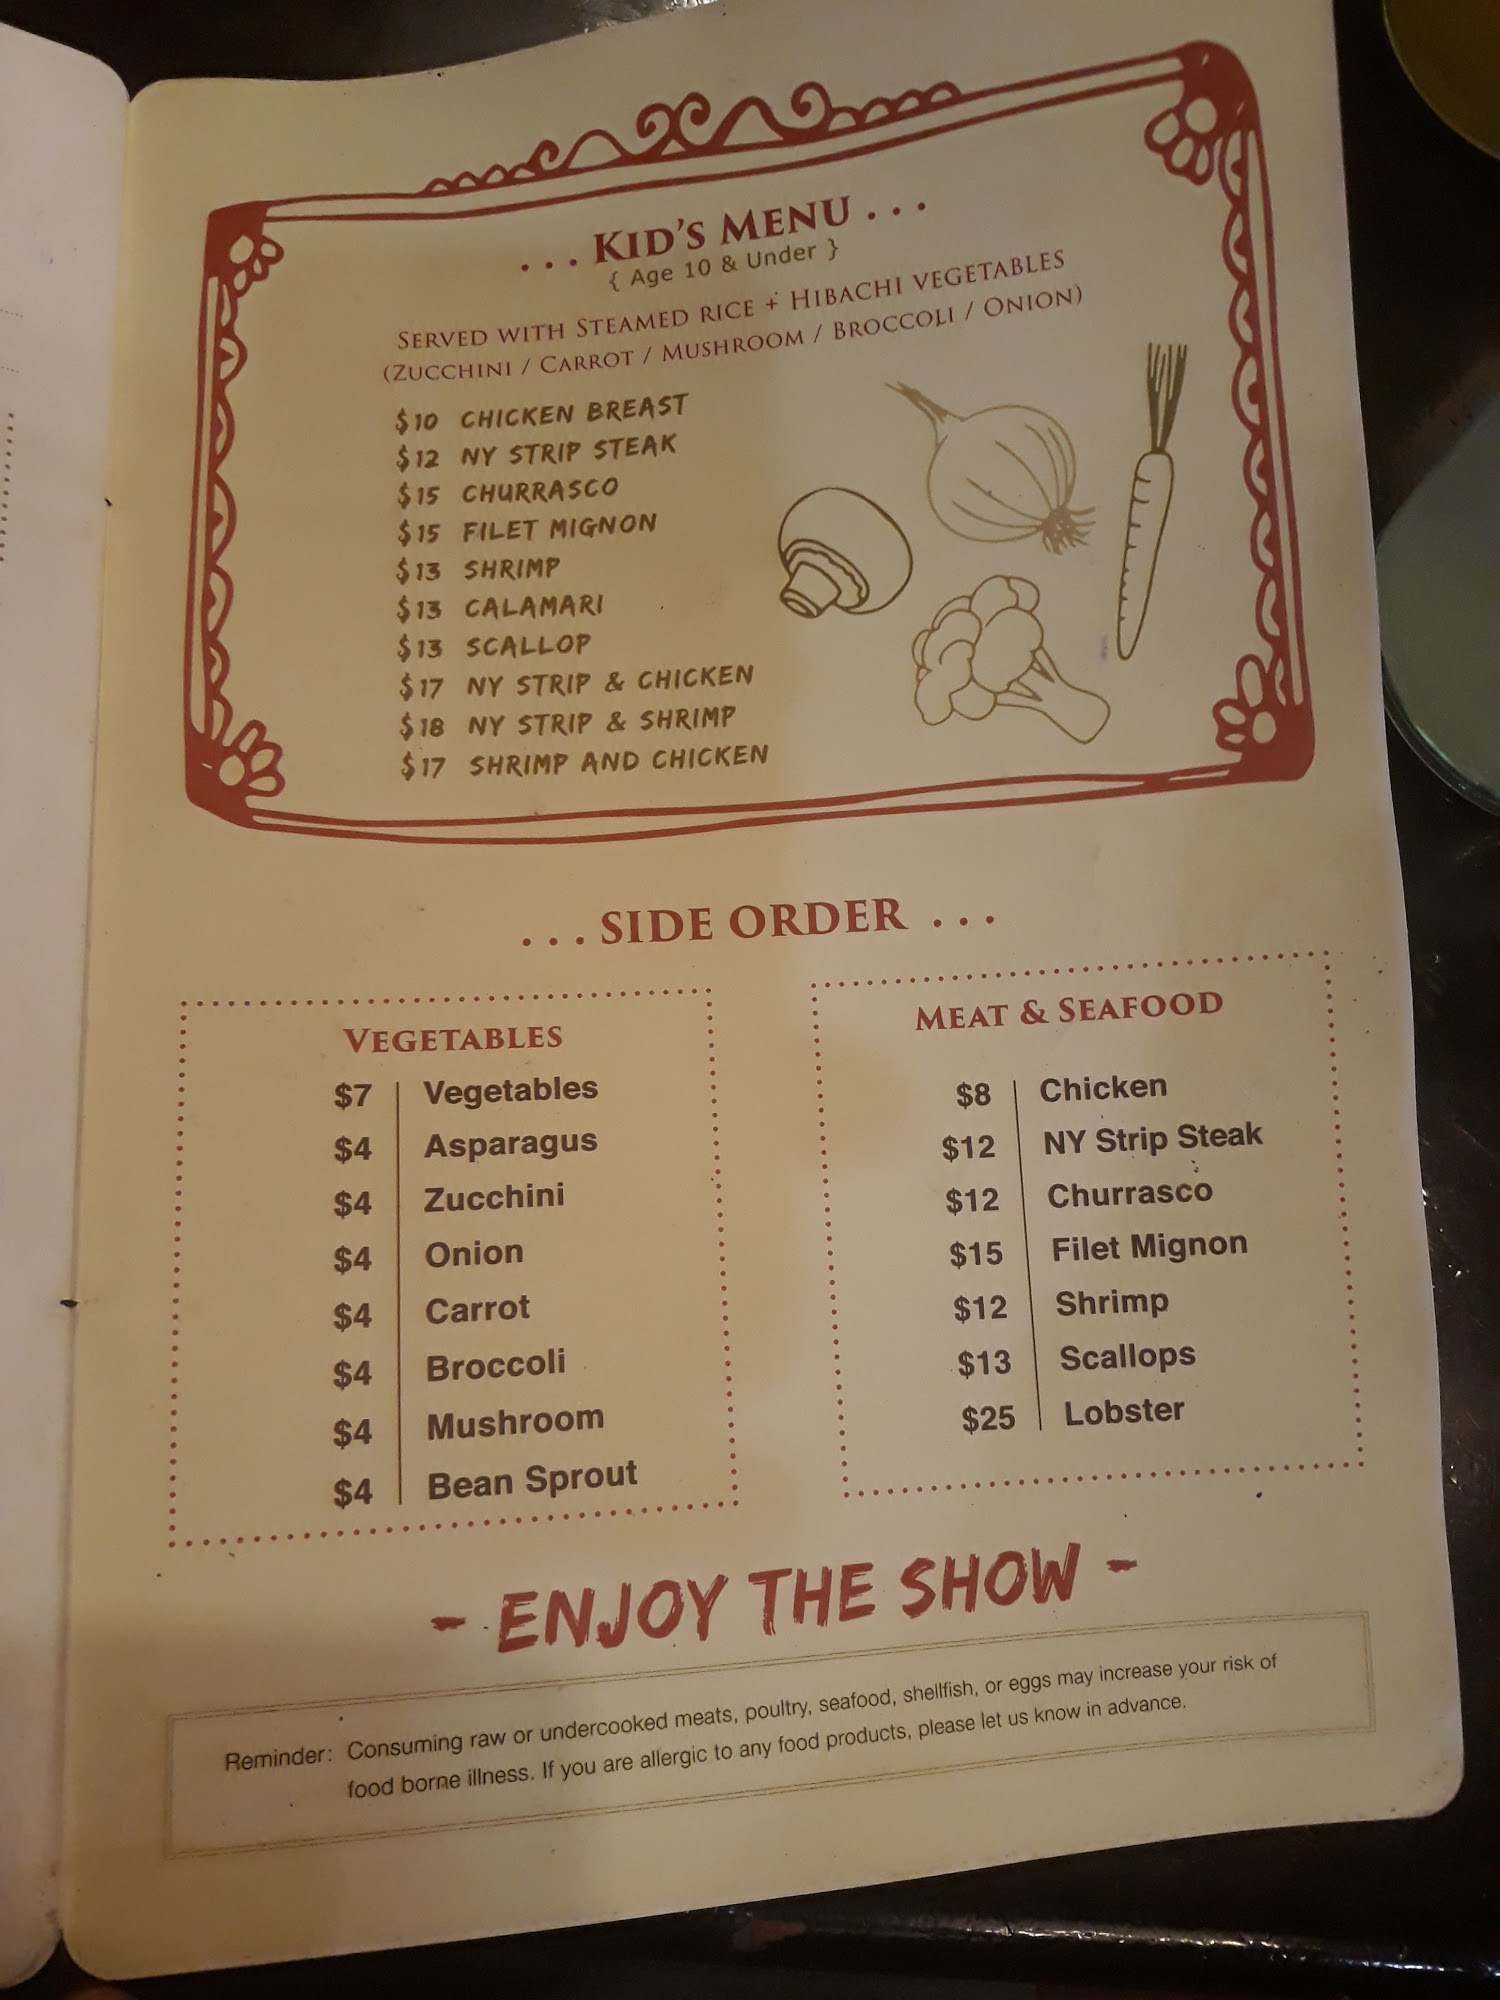 ... KID'S MENU ...
{ Age 10 & Under }
SERVED WITH STEAMED RICE + HIBACHI VEGETABLES
(ZUCCHINI / CARROT / MUSHROOM / BROCCOLI / ONION)
$10 CHICKEN BREAST
$12 NY STRIP STEAK
$15 CHURRASCO
$15 FILET MIGNON
$13 SHRIMP
$13 CALAMARI
$13 SCALLOP
$17 NY STRIP & CHICKEN
$18 NY STRIP & SHRIMP
$17 SHRIMP AND CHICKEN
... SIDE ORDER ...
VEGETABLES
$7 Vegetables
$4 Asparagus
$4 Zucchini
$4 Onion
$4 Carrot
$4 Broccoli
$4 Mushroom
$4 Bean Sprout
MEAT & SEAFOOD
$8 Chicken
$12 NY Strip Steak
$12 Churrasco
$15 Filet Mignon
$12 Shrimp
$13 Scallops
$25 Lobster
- ENJOY THE SHOW -
Reminder: Consuming raw or undercooked meats, poultry, seafood, shellfish, or eggs may increase your risk of
food borne illness. If you are allergic to any food products, please let us know in advance.